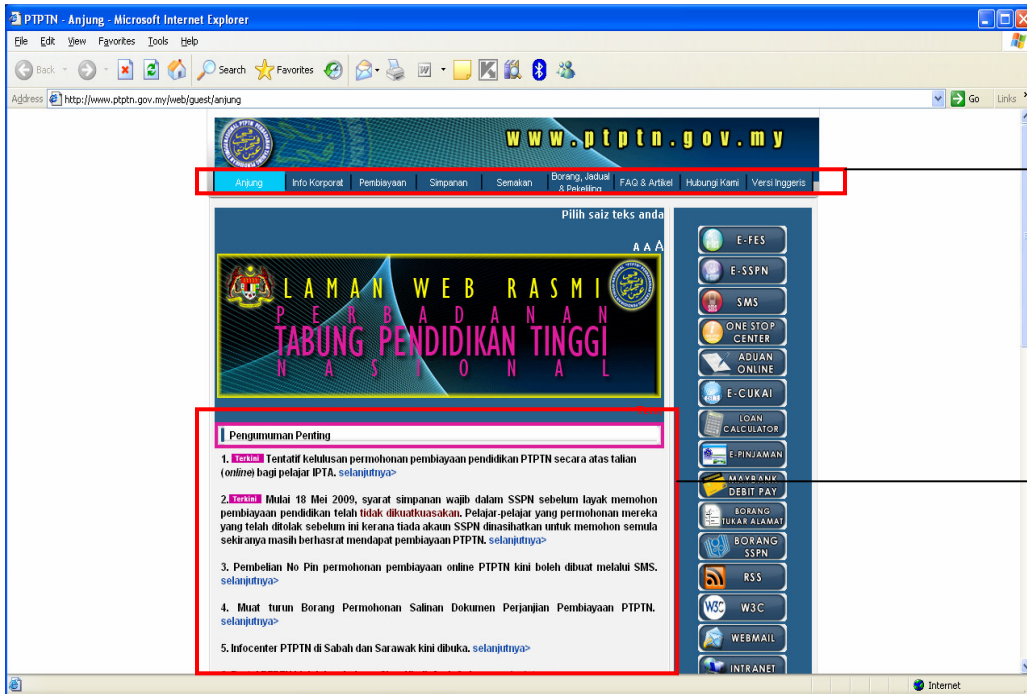 PTPTN - Anjung - Microsoft Internet Explorer
File Edit View Favorites Tools Help
Back Search Favorites
Address http://www.ptptn.gov.my/web/guest/anjung Go Links
www.ptptn.gov.my
Anjung Info Korporat Pembiayaan Simpanan Semakan Borang, Jadual & Pekeliling FAQ & Artikel Hubungi Kami Versi Inggeris
Pilih saiz teks anda
A A A
LAMAN WEB RASMI
PERBADANAN
TABUNG PENDIDIKAN TINGGI
NASIONAL
Pengumuman Penting
1. Terkini Tentatif kelulusan permohonan pembiayaan pendidikan PTPTN secara atas talian
(online) bagi pelajar IPTA. selanjutnya>
2. Terkini Mulai 18 Mei 2009, syarat simpanan wajib dalam SSPN sebelum layak memohon
pembiayaan pendidikan telah tidak dikuatkuasakan. Pelajar-pelajar yang permohonan mereka
yang telah ditolak sebelum ini kerana tiada akaun SSPN dinasihatkan untuk memohon semula
sekiranya masih berhasrat mendapat pembiayaan PTPTN. selanjutnya>
3. Pembelian No Pin permohonan pembiayaan online PTPTN kini boleh dibuat melalui SMS.
selanjutnya>
4. Muat turun Borang Permohonan Salinan Dokumen Perjanjian Pembiayaan PTPTN.
selanjutnya>
5. Infocenter PTPTN di Sabah dan Sarawak kini dibuka. selanjutnya>
E-FES
E-SSPN
SMS
ONE STOP
CENTER
ADUAN
ONLINE
E-CUKAI
LOAN
CALCULATOR
E-PINJAMAN
MAYBANK
DEBIT PAY
BORANG
TUKAR ALAMAT
BORANG
SSPN
RSS
W3C W3C
WEBMAIL
INTRANET
Internet